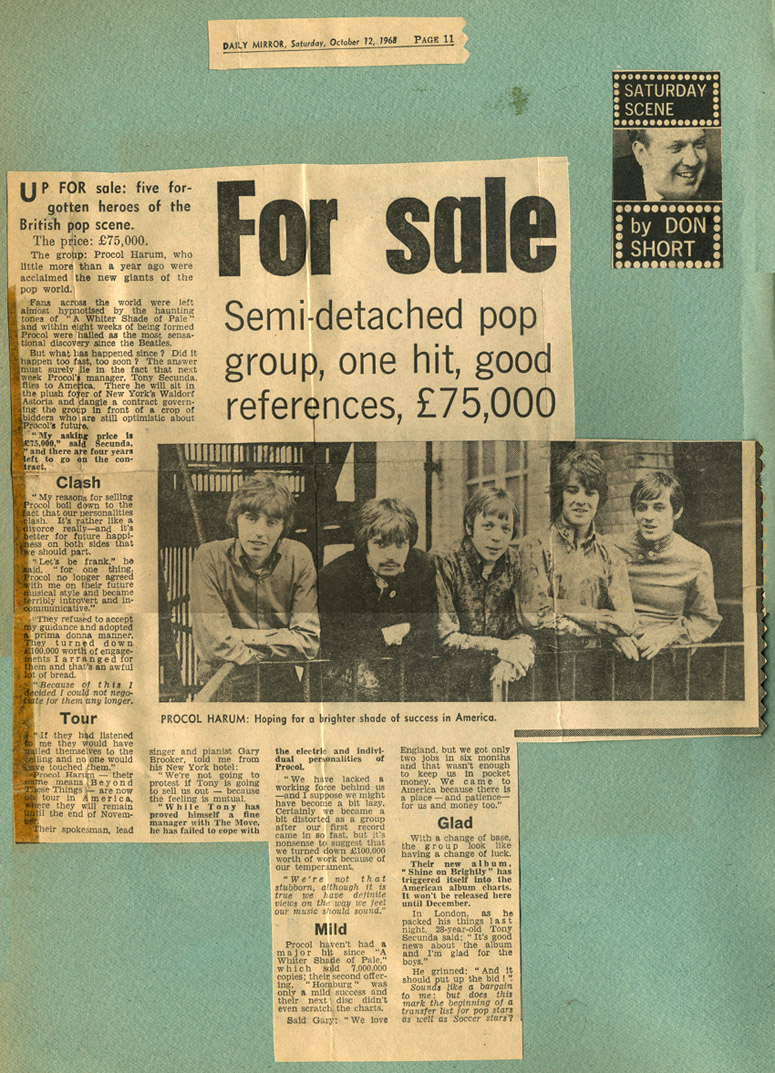 DAILY MIRROR, Saturday, October 12, 1968 PAGE 11
SATURDAY
SCENE
by DON
SHORT
For sale
Semi-detached pop
group, one hit, good
references, £75,000
UP FOR sale: five for-
gotten heroes of the
British pop scene.
The price: £75,000.
The group: Procol Harum, who
little more than a year ago were
acclaimed the new giants of the
pop world.
Fans across the world were left
almost hypnotised by the haunting
tones of "A Whiter Shade of Pale"
and within eight weeks of being formed
Procol were hailed as the most sensa-
tional discovery since the Beatles.
But what has happened since? Did it
happen too fast, too soon? The answer
must surely lie in the fact that next
week Procol's manager, Tony Secunda,
flies to America. There he will sit in
the plush foyer of New York's Waldorf
Astoria and dangle a contract govern-
ing the group in front of a crop of
bidders who are still optimistic about
Procol's future.
"My asking price is
£75,000," said Secunda,
"and there are four years
left to go on the con-
tract.
Clash
"My reasons for selling
Procol boil down to the
fact that our personalities
clash. It's rather like a
divorce really—and it's
better for future happi-
ness on both sides that
we should part.
"Let's be frank," he
said, "for one thing,
Procol no longer agreed
with me on their future
musical style and became
terribly introvert and in-
communicative."
"They refused to accept
my guidance and adopted
a prima donna manner.
They turned down
£100,000 worth of engage-
ments I arranged for
them and that's an awful
lot of bread.
"Because of this I
decided I could not nego-
tiate for them any longer.
Tour
"If they had listened
to me they would have
nailed themselves to the
ceiling and no one would
have touched them."
Procol Harum — their
name means Beyond
These Things — are now
on tour in America,
where they will remain
until the end of Novem-
ber.
Their spokesman, lead
PROCOL HARUM: Hoping for a brighter shade of success in America.
singer and pianist Gary
Brooker, told me from
his New York hotel:
"We're not going to
protest if Tony is going
to sell us out — because
the feeling is mutual.
"While Tony has
proved himself a fine
manager with The Move,
he has failed to cope with
the electric and indivi-
dual personalities of
Procol.
"We have lacked a
working force behind us
—and I suppose we might
have become a bit lazy.
Certainly we became a
bit distorted as a group
after our first record
came in so fast, but it's
nonsense to suggest that
we turned down £100,000
worth of work because of
our temperament.
"We're not that
stubborn, although it is
true we have definite
views on the way we feel
our music should sound."
Mild
Procol haven't had a
major hit since "A
Whiter Shade of Pale,"
which sold 7,000,000
copies; their second offer-
ing, "Homburg" was
only a mild success and
their next disc didn't
even scratch the charts.
Said Gary: "We love
England, but we got only
two jobs in six months
and that wasn't enough
to keep us in pocket
money. We came to
America because there is
a place — and patience—
for us and money too."
Glad
With a change of base,
the group look like
having a change of luck.
Their new album,
"Shine on Brightly" has
triggered itself into the
American album charts.
It won't be released here
until December.
In London, as he
packed his things last
night, 28-year-old Tony
Secunda said: "It's good
news about the album
and I'm glad for the
boys."
He grinned: "And it
should put up the bid!"
Sounds like a bargain
to me: but does this
mark the beginning of a
transfer list for pop stars
as well as Soccer stars?